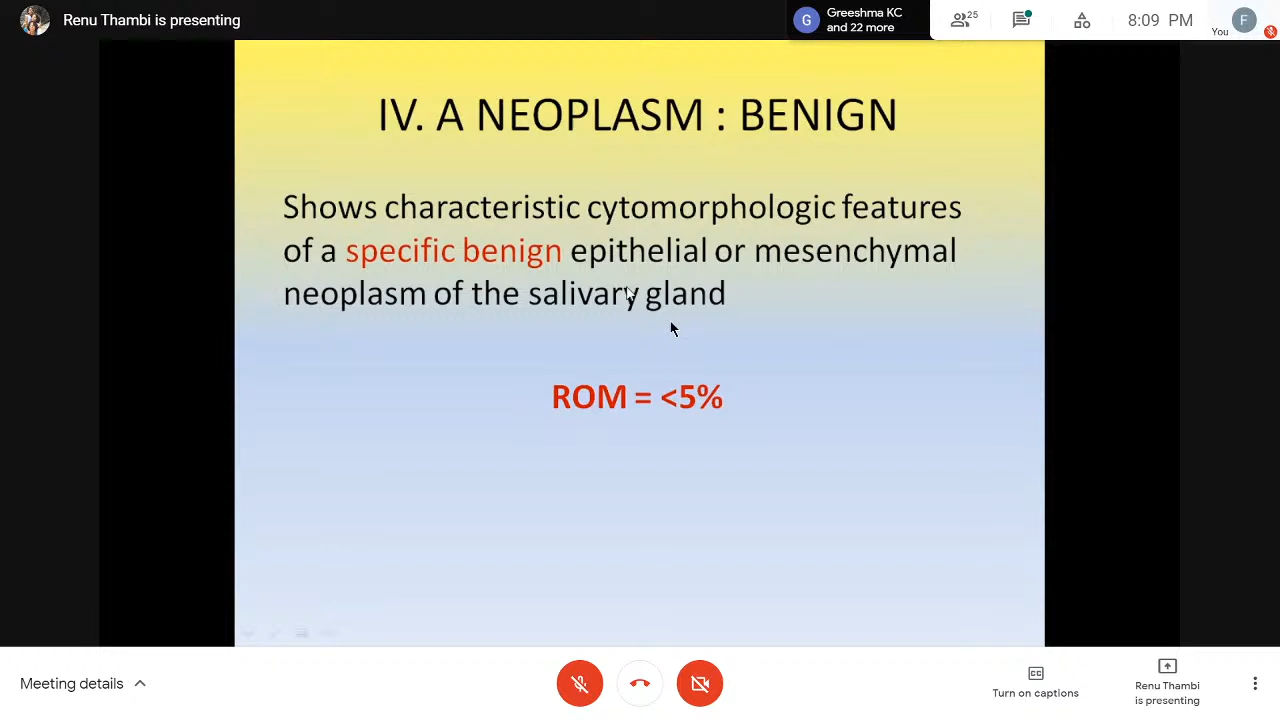 Renu Thambi is presenting
G
Greeshma KC
and 22 more
25
8:09 PM
You
F
IV. A NEOPLASM : BENIGN
Shows characteristic cytomorphologic features
of a specific benign epithelial or mesenchymal
neoplasm of the salivary gland
ROM = <5%
Meeting details
CC
Turn on captions
Renu Thambi
is presenting